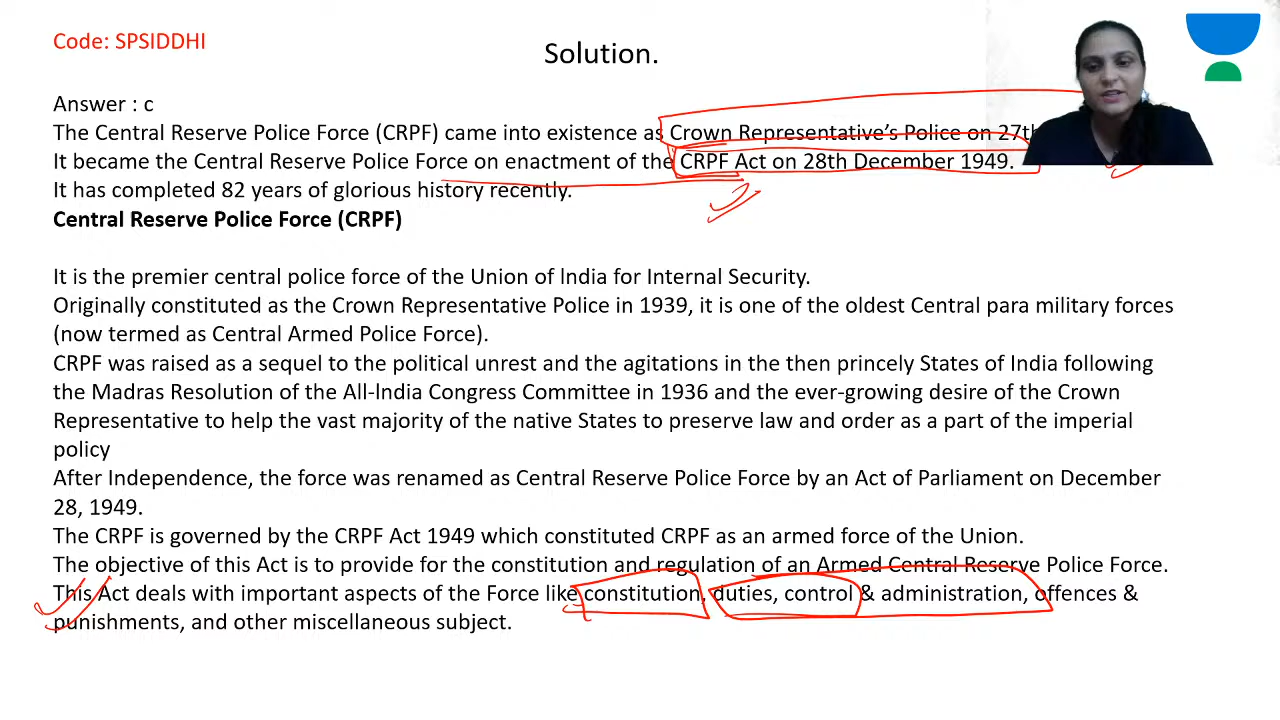 Code: SPSIDDHI
Solution.
Answer : c
The Central Reserve Police Force (CRPF) came into existence as Crown Representative's Police on 27th
It became the Central Reserve Police Force on enactment of the CRPF Act on 28th December 1949.
It has completed 82 years of glorious history recently.
Central Reserve Police Force (CRPF)
It is the premier central police force of the Union of India for Internal Security.
Originally constituted as the Crown Representative Police in 1939, it is one of the oldest Central para military forces
(now termed as Central Armed Police Force).
CRPF was raised as a sequel to the political unrest and the agitations in the then princely States of India following
the Madras Resolution of the All-India Congress Committee in 1936 and the ever-growing desire of the Crown
Representative to help the vast majority of the native States to preserve law and order as a part of the imperial
policy
After Independence, the force was renamed as Central Reserve Police Force by an Act of Parliament on December
28, 1949.
The CRPF is governed by the CRPF Act 1949 which constituted CRPF as an armed force of the Union.
The objective of this Act is to provide for the constitution and regulation of an Armed Central Reserve Police Force.
This Act deals with important aspects of the Force like constitution, duties, control & administration, offences &
punishments, and other miscellaneous subject.